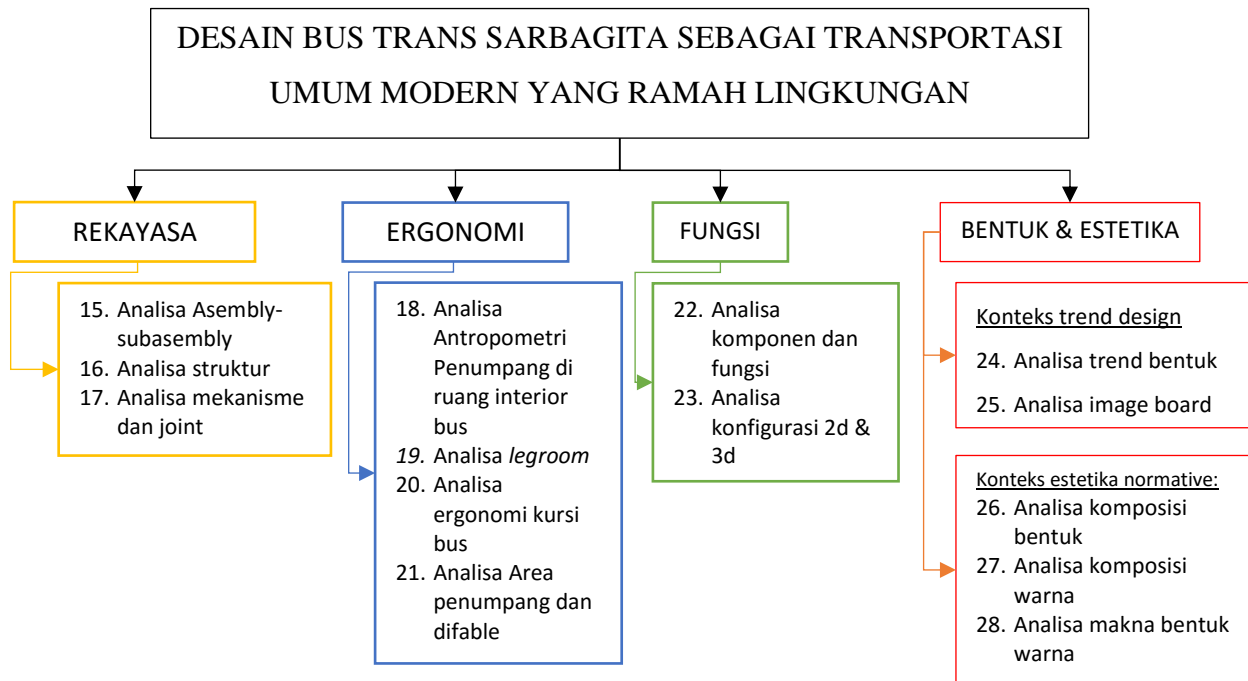 DESAIN BUS TRANS SARBAGITA SEBAGAI TRANSPORTASI
UMUM MODERN YANG RAMAH LINGKUNGAN
REKAYASA
15. Analisa Asembly-
subasembly
16. Analisa struktur
17. Analisa mekanisme
dan joint
ERGONOMI
18. Analisa
Antropometri
Penumpang di
ruang interior
bus
19. Analisa legroom
20. Analisa
ergonomi kursi
bus
21. Analisa Area
penumpang dan
difable
FUNGSI
22. Analisa
komponen dan
fungsi
23. Analisa
konfigurasi 2d &
3d
BENTUK & ESTETIKA
Konteks trend design
24. Analisa trend bentuk
25. Analisa image board
Konteks estetika normative:
26. Analisa komposisi
bentuk
27. Analisa komposisi
warna
28. Analisa makna bentuk
warna